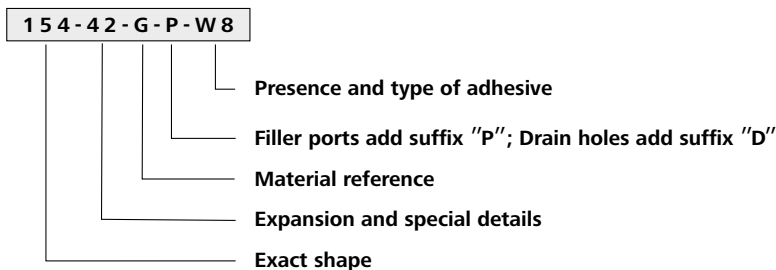 154-42-G-P-W8
Presence and type of adhesive
Filler ports add suffix "P"; Drain holes add suffix "D"
Material reference
Expansion and special details
Exact shape